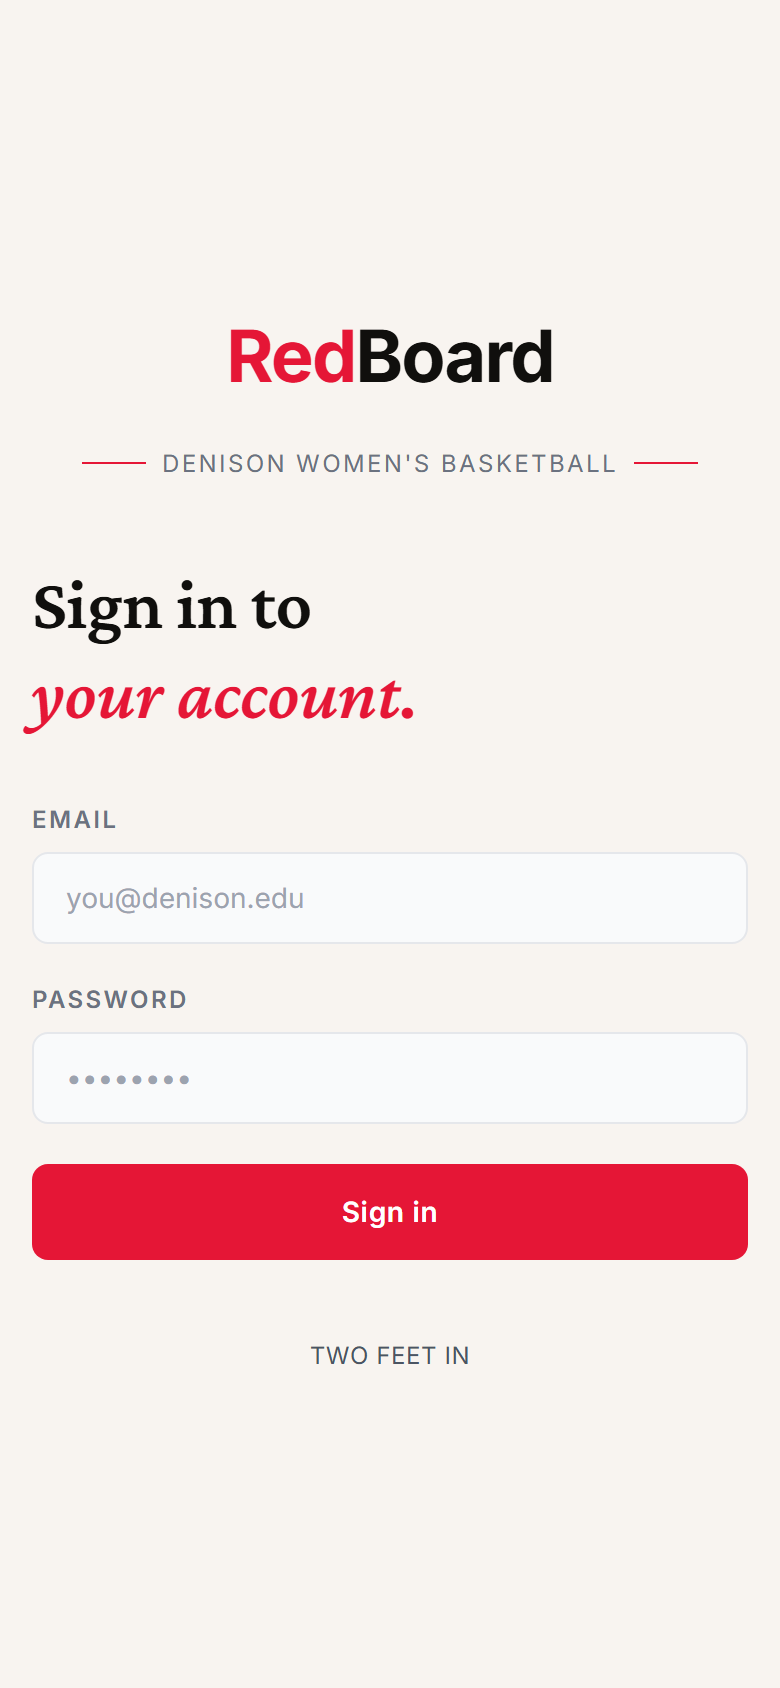 RedBoard
DENISON WOMEN'S BASKETBALL
Sign in to
your account.
EMAIL
you@denison.edu
PASSWORD
••••••••
Sign in
TWO FEET IN